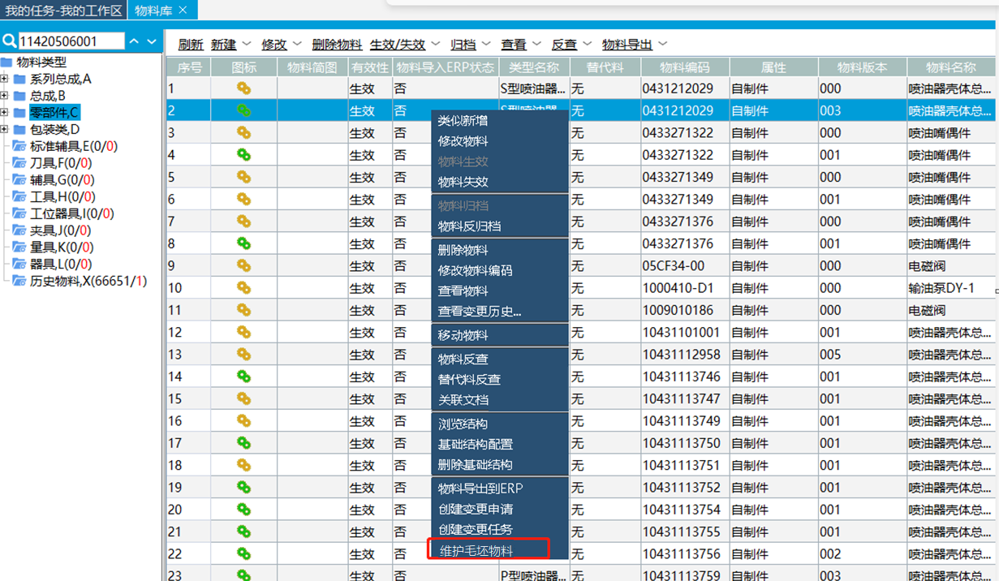 我的任务-我的工作区 物料库 ×
11420506001 刷新 新建 修改 删除物料 生效/失效 归档 查看 反查 物料导出
物料类型
系列总成,A
总成,B
零部件,C
包装类,D
标准辅具,E(0/0)
刀具,F(0/0)
辅具,G(0/0)
工具,H(0/0)
工位器具,I(0/0)
夹具,J(0/0)
量具,K(0/0)
器具,L(0/0)
历史物料,X(66651/1)
序号 图标 物料简图 有效性 物料导入ERP状态 类型名称 替代料 物料编码 属性 物料版本 物料名称
1 生效 否 S型喷油器... 无 0431212029 自制件 000 喷油器壳体总...
2 生效 否 S型喷油器... 无 0431212029 自制件 003 喷油器壳体总...
3 生效 否 无 0433271322 自制件 000 喷油嘴偶件
4 生效 否 无 0433271322 自制件 001 喷油嘴偶件
5 生效 否 无 0433271349 自制件 000 喷油嘴偶件
6 生效 否 无 0433271349 自制件 001 喷油嘴偶件
7 生效 否 无 0433271376 自制件 000 喷油嘴偶件
8 生效 否 无 0433271376 自制件 001 喷油嘴偶件
9 生效 否 无 05CF34-00 自制件 000 电磁阀
10 生效 否 无 1000410-D1 自制件 000 输油泵DY-1
11 生效 否 无 1009010186 自制件 000 电磁阀
12 生效 否 无 10431101001 自制件 001 喷油器壳体总...
13 生效 否 无 10431112958 自制件 005 喷油器壳体总...
14 生效 否 无 10431113746 自制件 001 喷油器壳体总...
15 生效 否 无 10431113747 自制件 001 喷油器壳体总...
16 生效 否 无 10431113749 自制件 001 喷油器壳体总...
17 生效 否 无 10431113750 自制件 001 喷油器壳体总...
18 生效 否 无 10431113751 自制件 001 喷油器壳体总...
19 生效 否 无 10431113752 自制件 001 喷油器壳体总...
20 生效 否 无 10431113754 自制件 001 喷油器壳体总...
21 生效 否 无 10431113755 自制件 001 喷油器壳体总...
22 生效 否 无 10431113756 自制件 002 喷油器壳体总...
23 生效 否 P型喷油器... 无 10431113759 自制件 003 喷油器壳体总...
类似新增
修改物料
物料生效
物料失效
物料归档
物料反归档
删除物料
修改物料编码
查看物料
查看变更历史...
移动物料
物料反查
替代料反查
关联文档
浏览结构
基础结构配置
删除基础结构
物料导出到ERP
创建变更申请
创建变更任务
维护毛坯物料